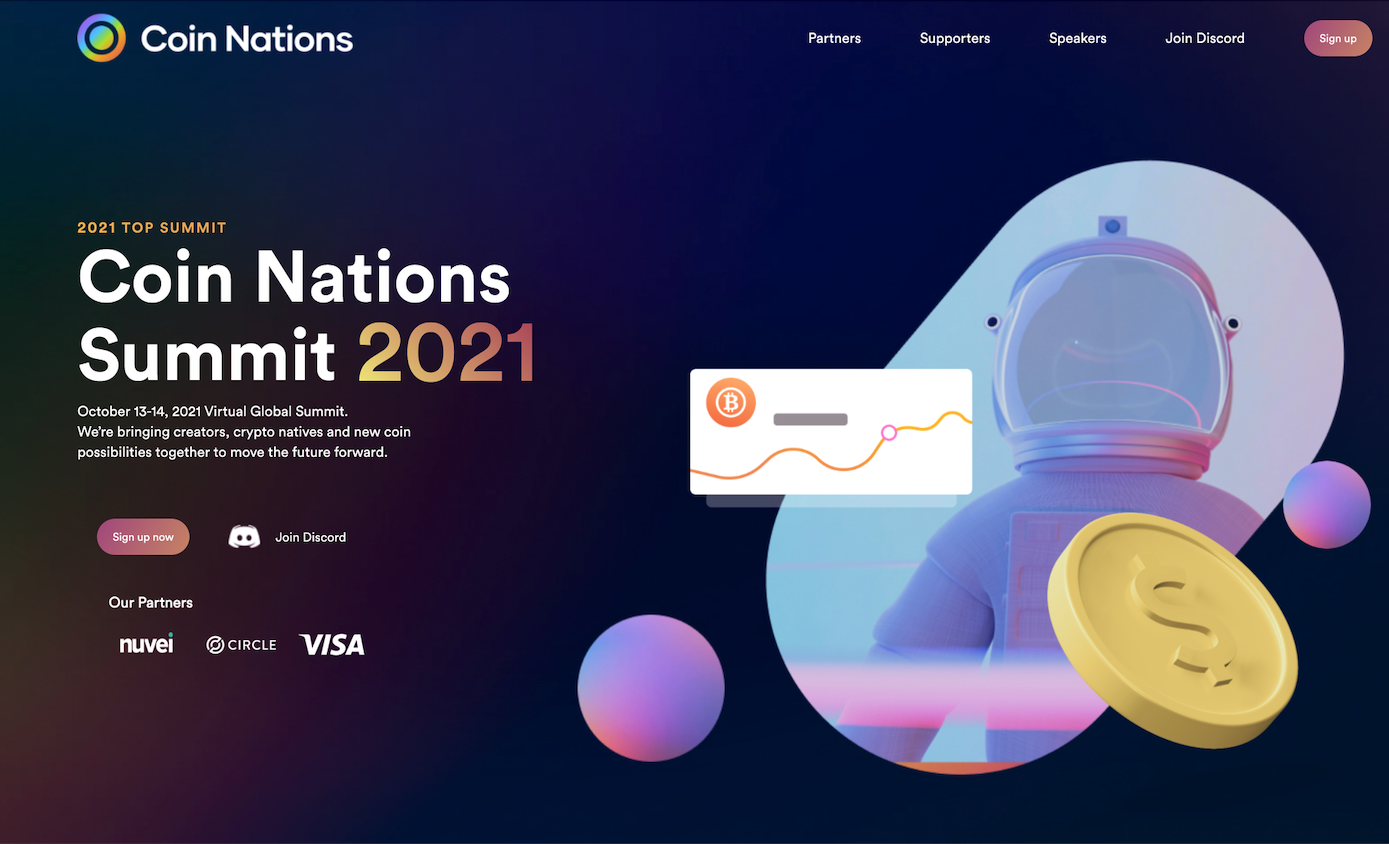 Coin Nations
Partners
Supporters
Speakers
Join Discord
Sign up
2021 TOP SUMMIT
Coin Nations
Summit 2021
October 13-14, 2021 Virtual Global Summit.
We’re bringing creators, crypto natives and new coin
possibilities together to move the future forward.
Sign up now
Join Discord
Our Partners
nuvei
CIRCLE
VISA